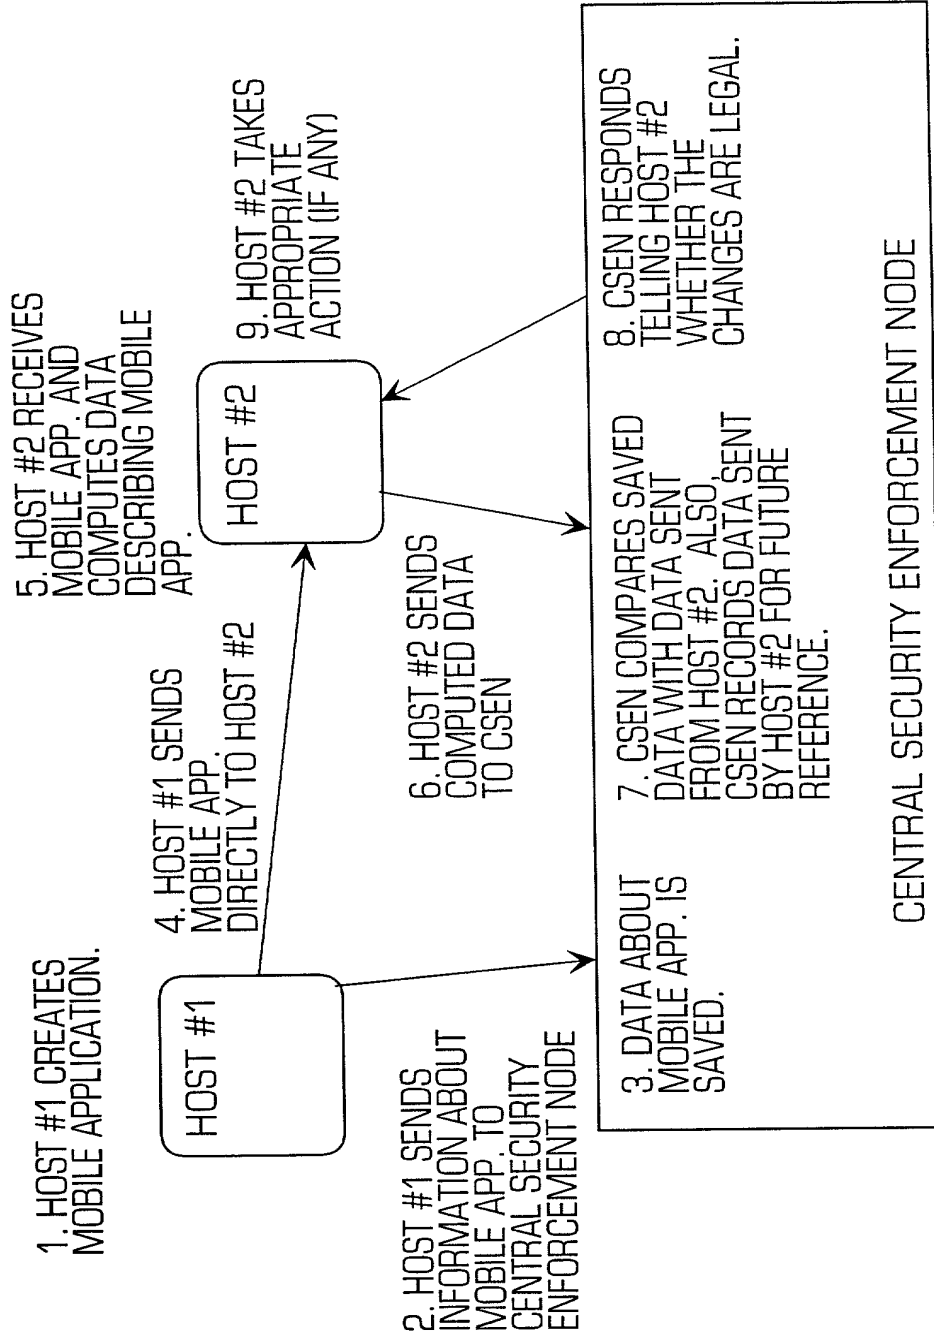 1. HOST #1 CREATES
MOBILE APPLICATION.
HOST #1
2. HOST #1 SENDS
INFORMATION ABOUT
MOBILE APP. TO
CENTRAL SECURITY
ENFORCEMENT NODE
3. DATA ABOUT
MOBILE APP. IS
SAVED.
4. HOST #1 SENDS
MOBILE APP.
DIRECTLY TO HOST #2
5. HOST #2 RECEIVES
MOBILE APP. AND
COMPUTES DATA
DESCRIBING MOBILE
APP.
HOST #2
6. HOST #2 SENDS
COMPUTED DATA
TO CSEN
7. CSEN COMPARES SAVED
DATA WITH DATA SENT
FROM HOST #2. ALSO,
CSEN RECORDS DATA SENT
BY HOST #2 FOR FUTURE
REFERENCE.
8. CSEN RESPONDS
TELLING HOST #2
WHETHER THE
CHANGES ARE LEGAL.
9. HOST #2 TAKES
APPROPRIATE
ACTION (IF ANY)
CENTRAL SECURITY ENFORCEMENT NODE